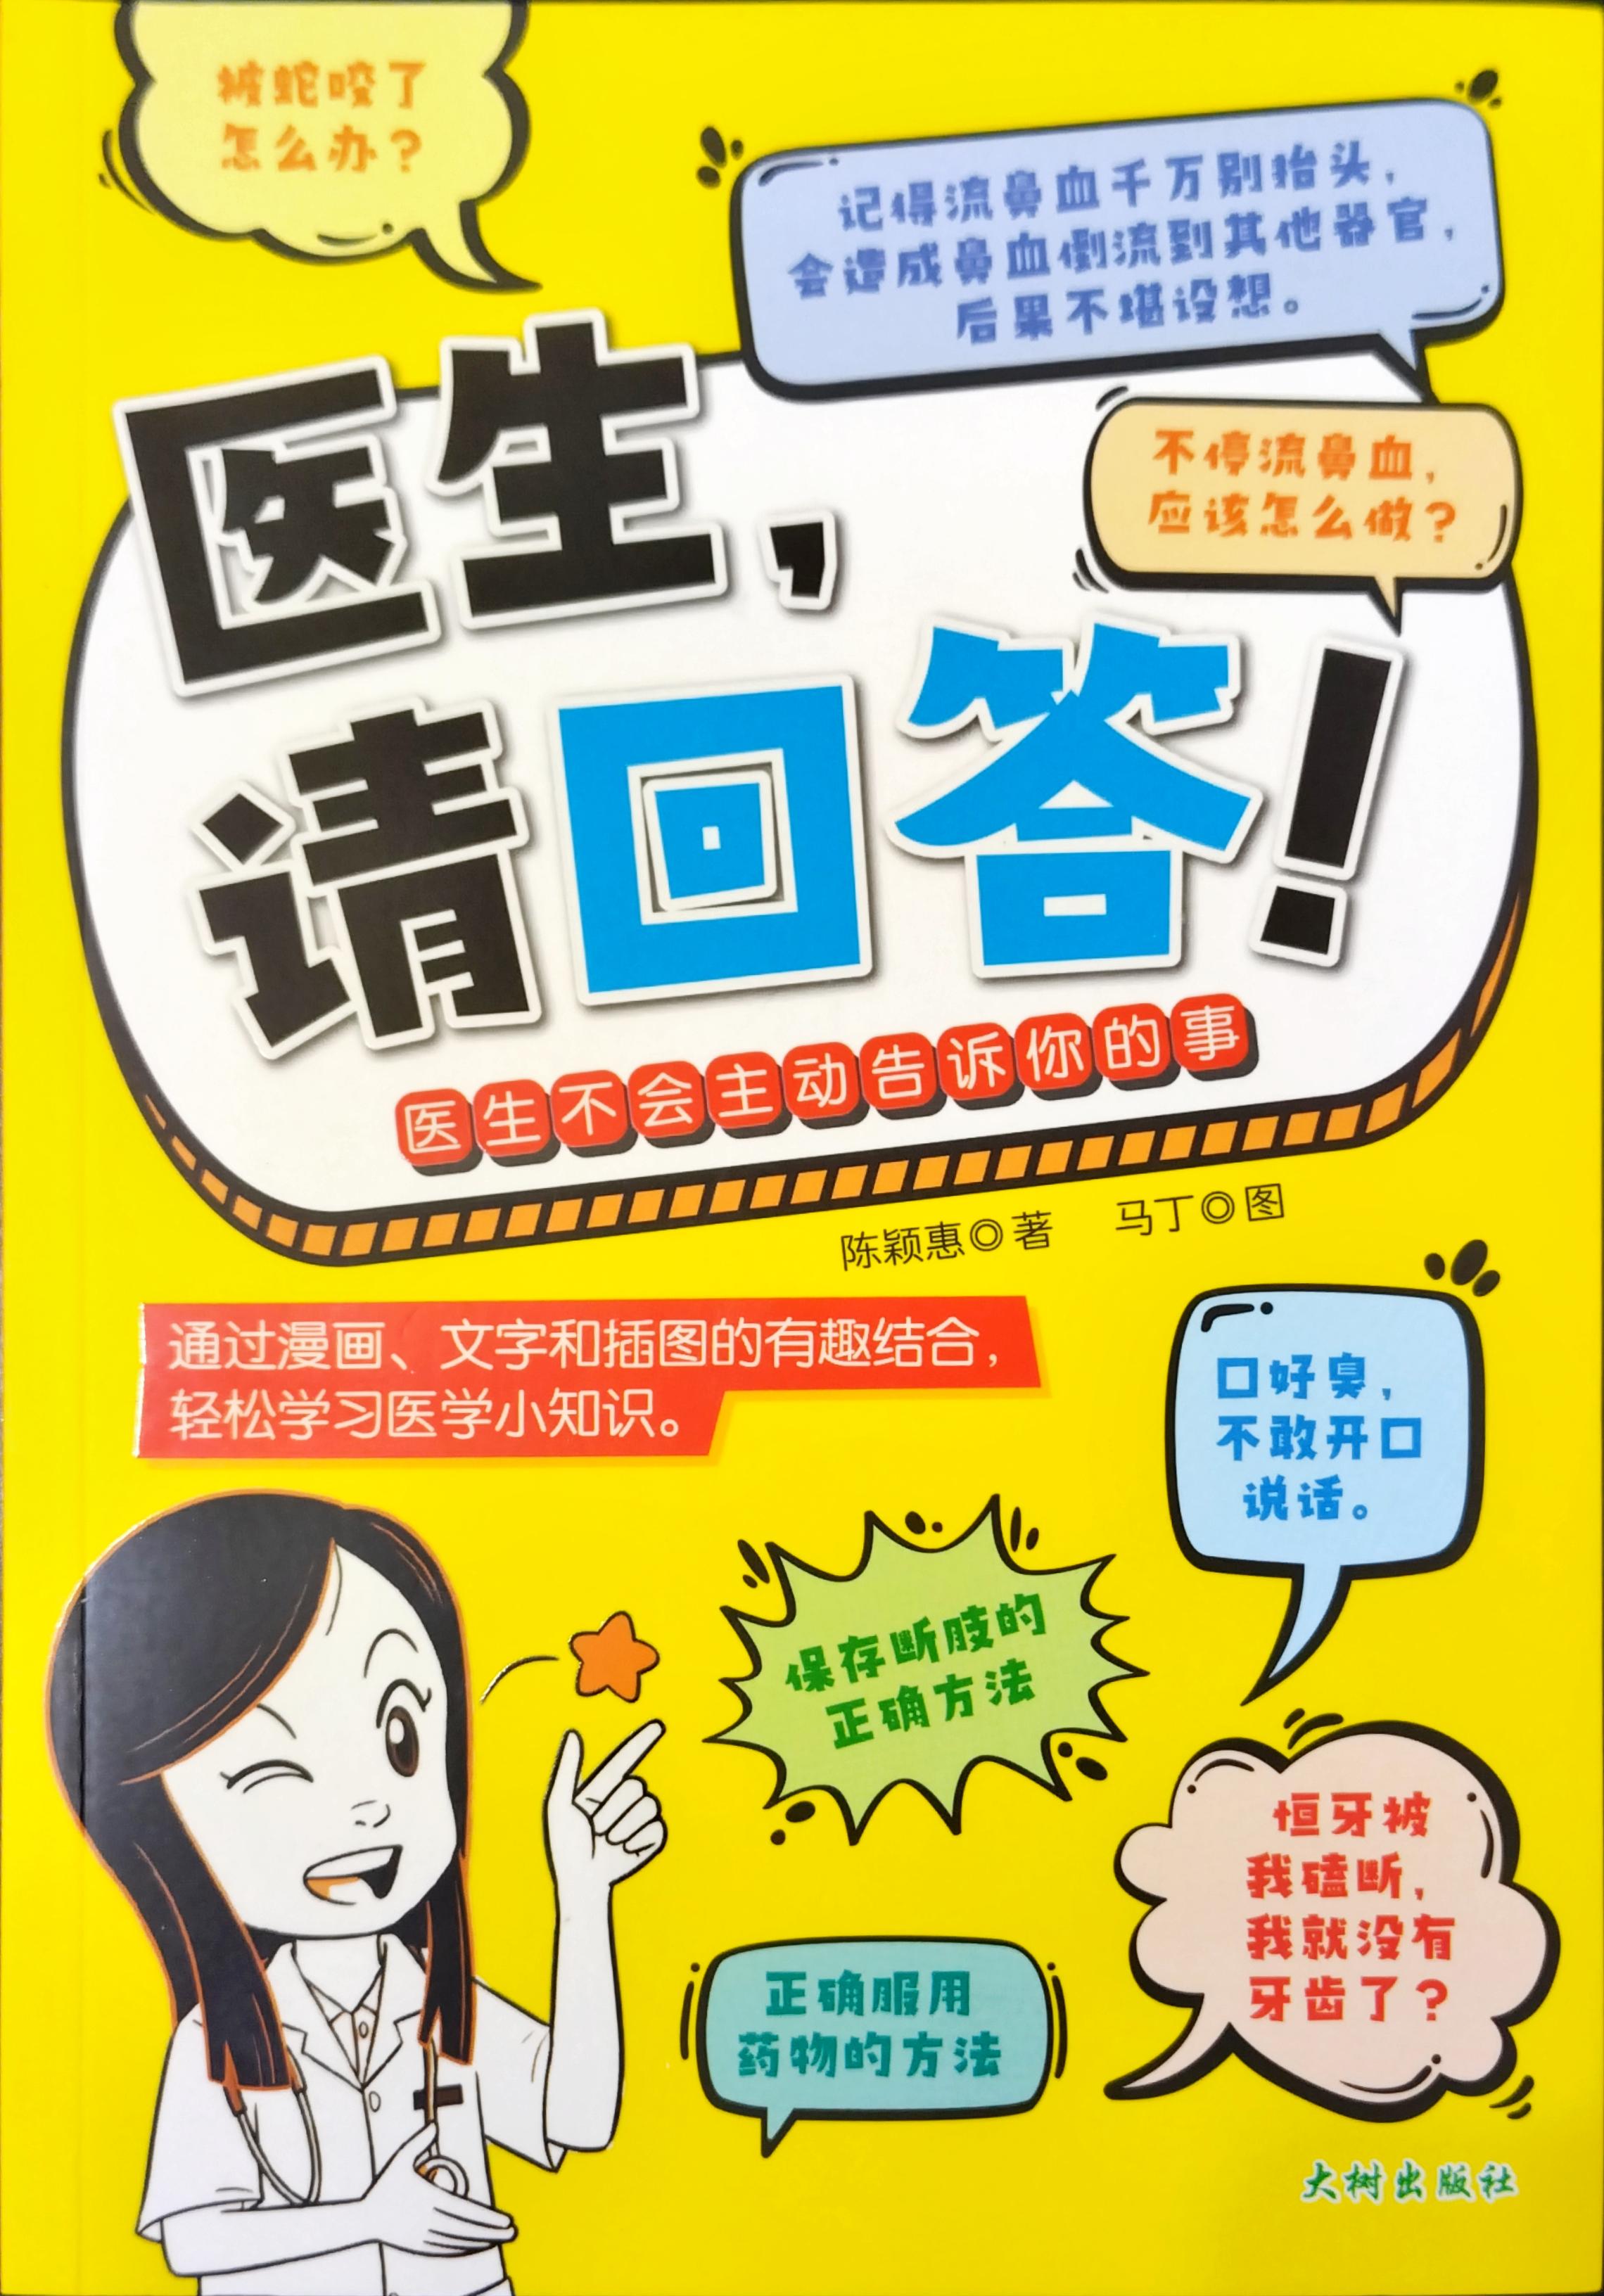 被蛇咬了
怎么办？
记得流鼻血千万别抬头，
会造成鼻血倒流到其他器官，
后果不堪设想。
不停流鼻血，
应该怎么做？
医生，
请回答！
医生不会主动告诉你的事
陈颖惠◎著 马丁◎图
通过漫画、文字和插图的有趣结合，
轻松学习医学小知识。
口好臭，
不敢开口
说话。
保存断肢的
正确方法
恒牙被
我磕断，
我就没有
牙齿了？
正确服用
药物的方法
大树出版社